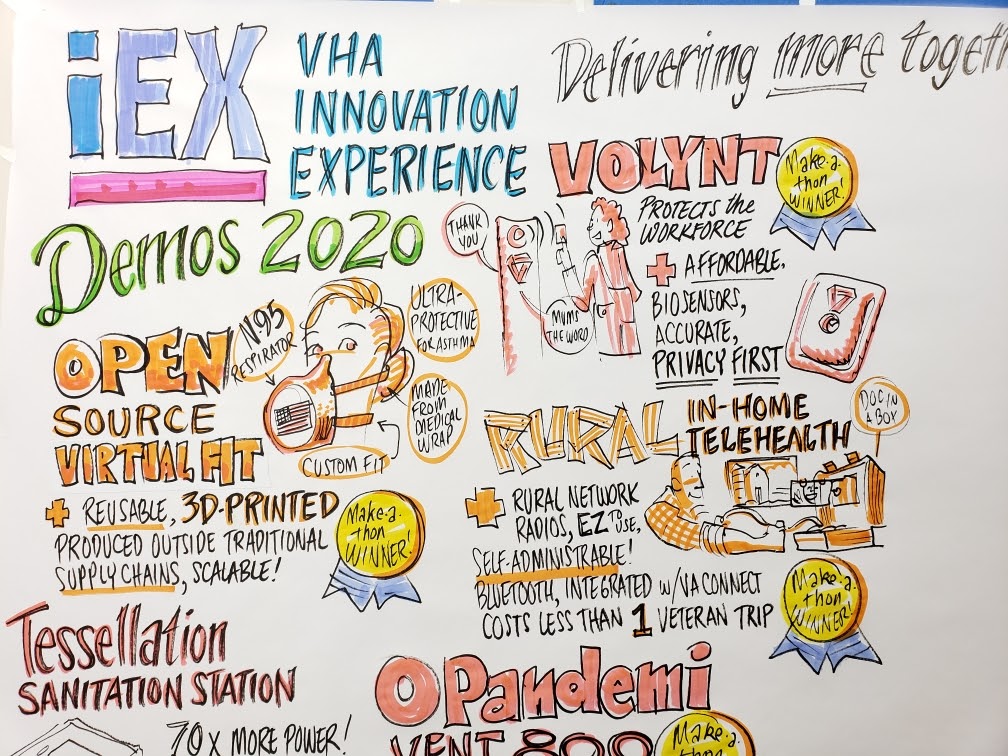 iEX
VHA
INNOVATION
EXPERIENCE
Delivering more togeth
Demos 2020
VOLYNT
Make-a-
thon
WINNER!
THANK
YOU
MUMS
THE WORD
PROTECTS the
WORKFORCE
+ AFFORDABLE,
BIOSENSORS,
ACCURATE,
PRIVACY FIRST
OPEN
SOURCE
VIRTUAL FIT
N-95
RESPIRATOR
ULTRA-
PROTECTIVE
FOR ASTHMA
MADE
FROM
MEDICAL
WRAP
CUSTOM FIT
+ REUSABLE, 3D-PRINTED
PRODUCED OUTSIDE TRADITIONAL
SUPPLY CHAINS, SCALABLE!
Make-a-
thon
WINNER!
RURAL IN-HOME
TELEHEALTH
DOC IN
A BOX
+ RURAL NETWORK
RADIOS, EZ TO USE,
SELF-ADMINISTRABLE!
BLUETOOTH, INTEGRATED w/VA CONNECT
COSTS LESS THAN 1 VETERAN TRIP
Make-a-
thon
WINNER!
Tessellation
SANITATION STATION
70x MORE POWER!
OPandemi
VENT 800
Make-a-
thon